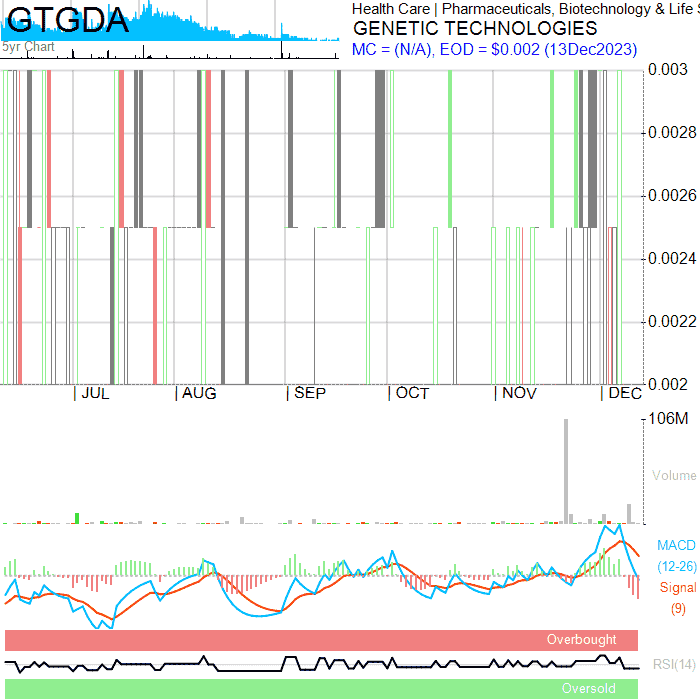 GTGDA
5yr Chart
Health Care | Pharmaceuticals, Biotechnology & Life S
GENETIC TECHNOLOGIES
MC = (N/A), EOD = $0.002 (13Dec2023)
0.003
0.0028
0.0026
0.0024
0.0022
0.002
JUL AUG SEP OCT NOV DEC
106M
Volume
MACD
(12-26)
Signal
(9)
Overbought
RSI(14)
Oversold